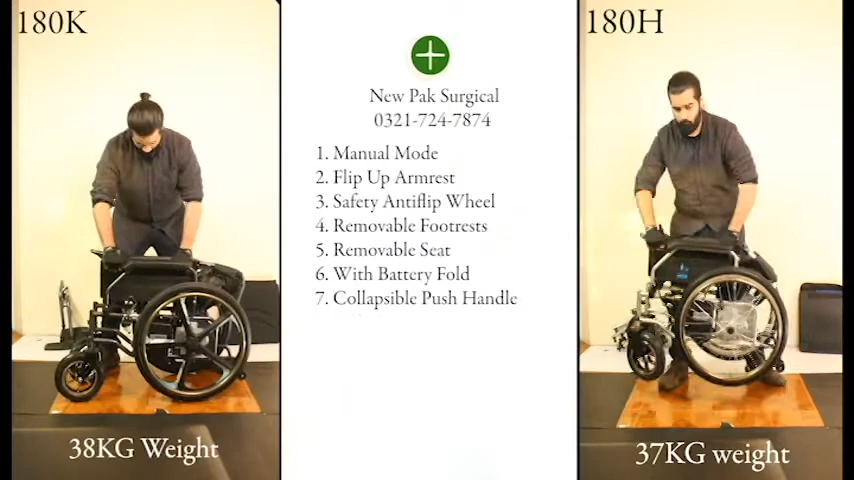 180K
38KG Weight
New Pak Surgical
0321-724-7874
1. Manual Mode
2. Flip Up Armrest
3. Safety Antiflip Wheel
4. Removable Footrests
5. Removable Seat
6. With Battery Fold
7. Collapsible Push Handle
180H
37KG weight